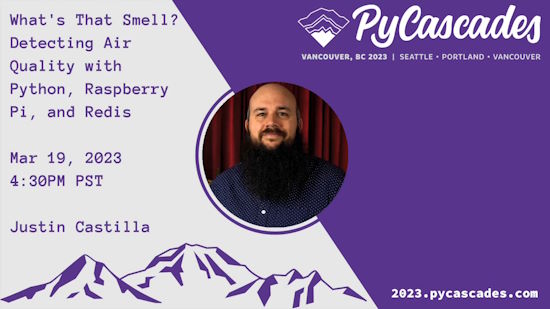 What's That Smell?
Detecting Air
Quality with
Python, Raspberry
Pi, and Redis
Mar 19, 2023
4:30PM PST
Justin Castilla
PyCascades
VANCOUVER, BC 2023 | SEATTLE • PORTLAND • VANCOUVER
2023.pycascades.com